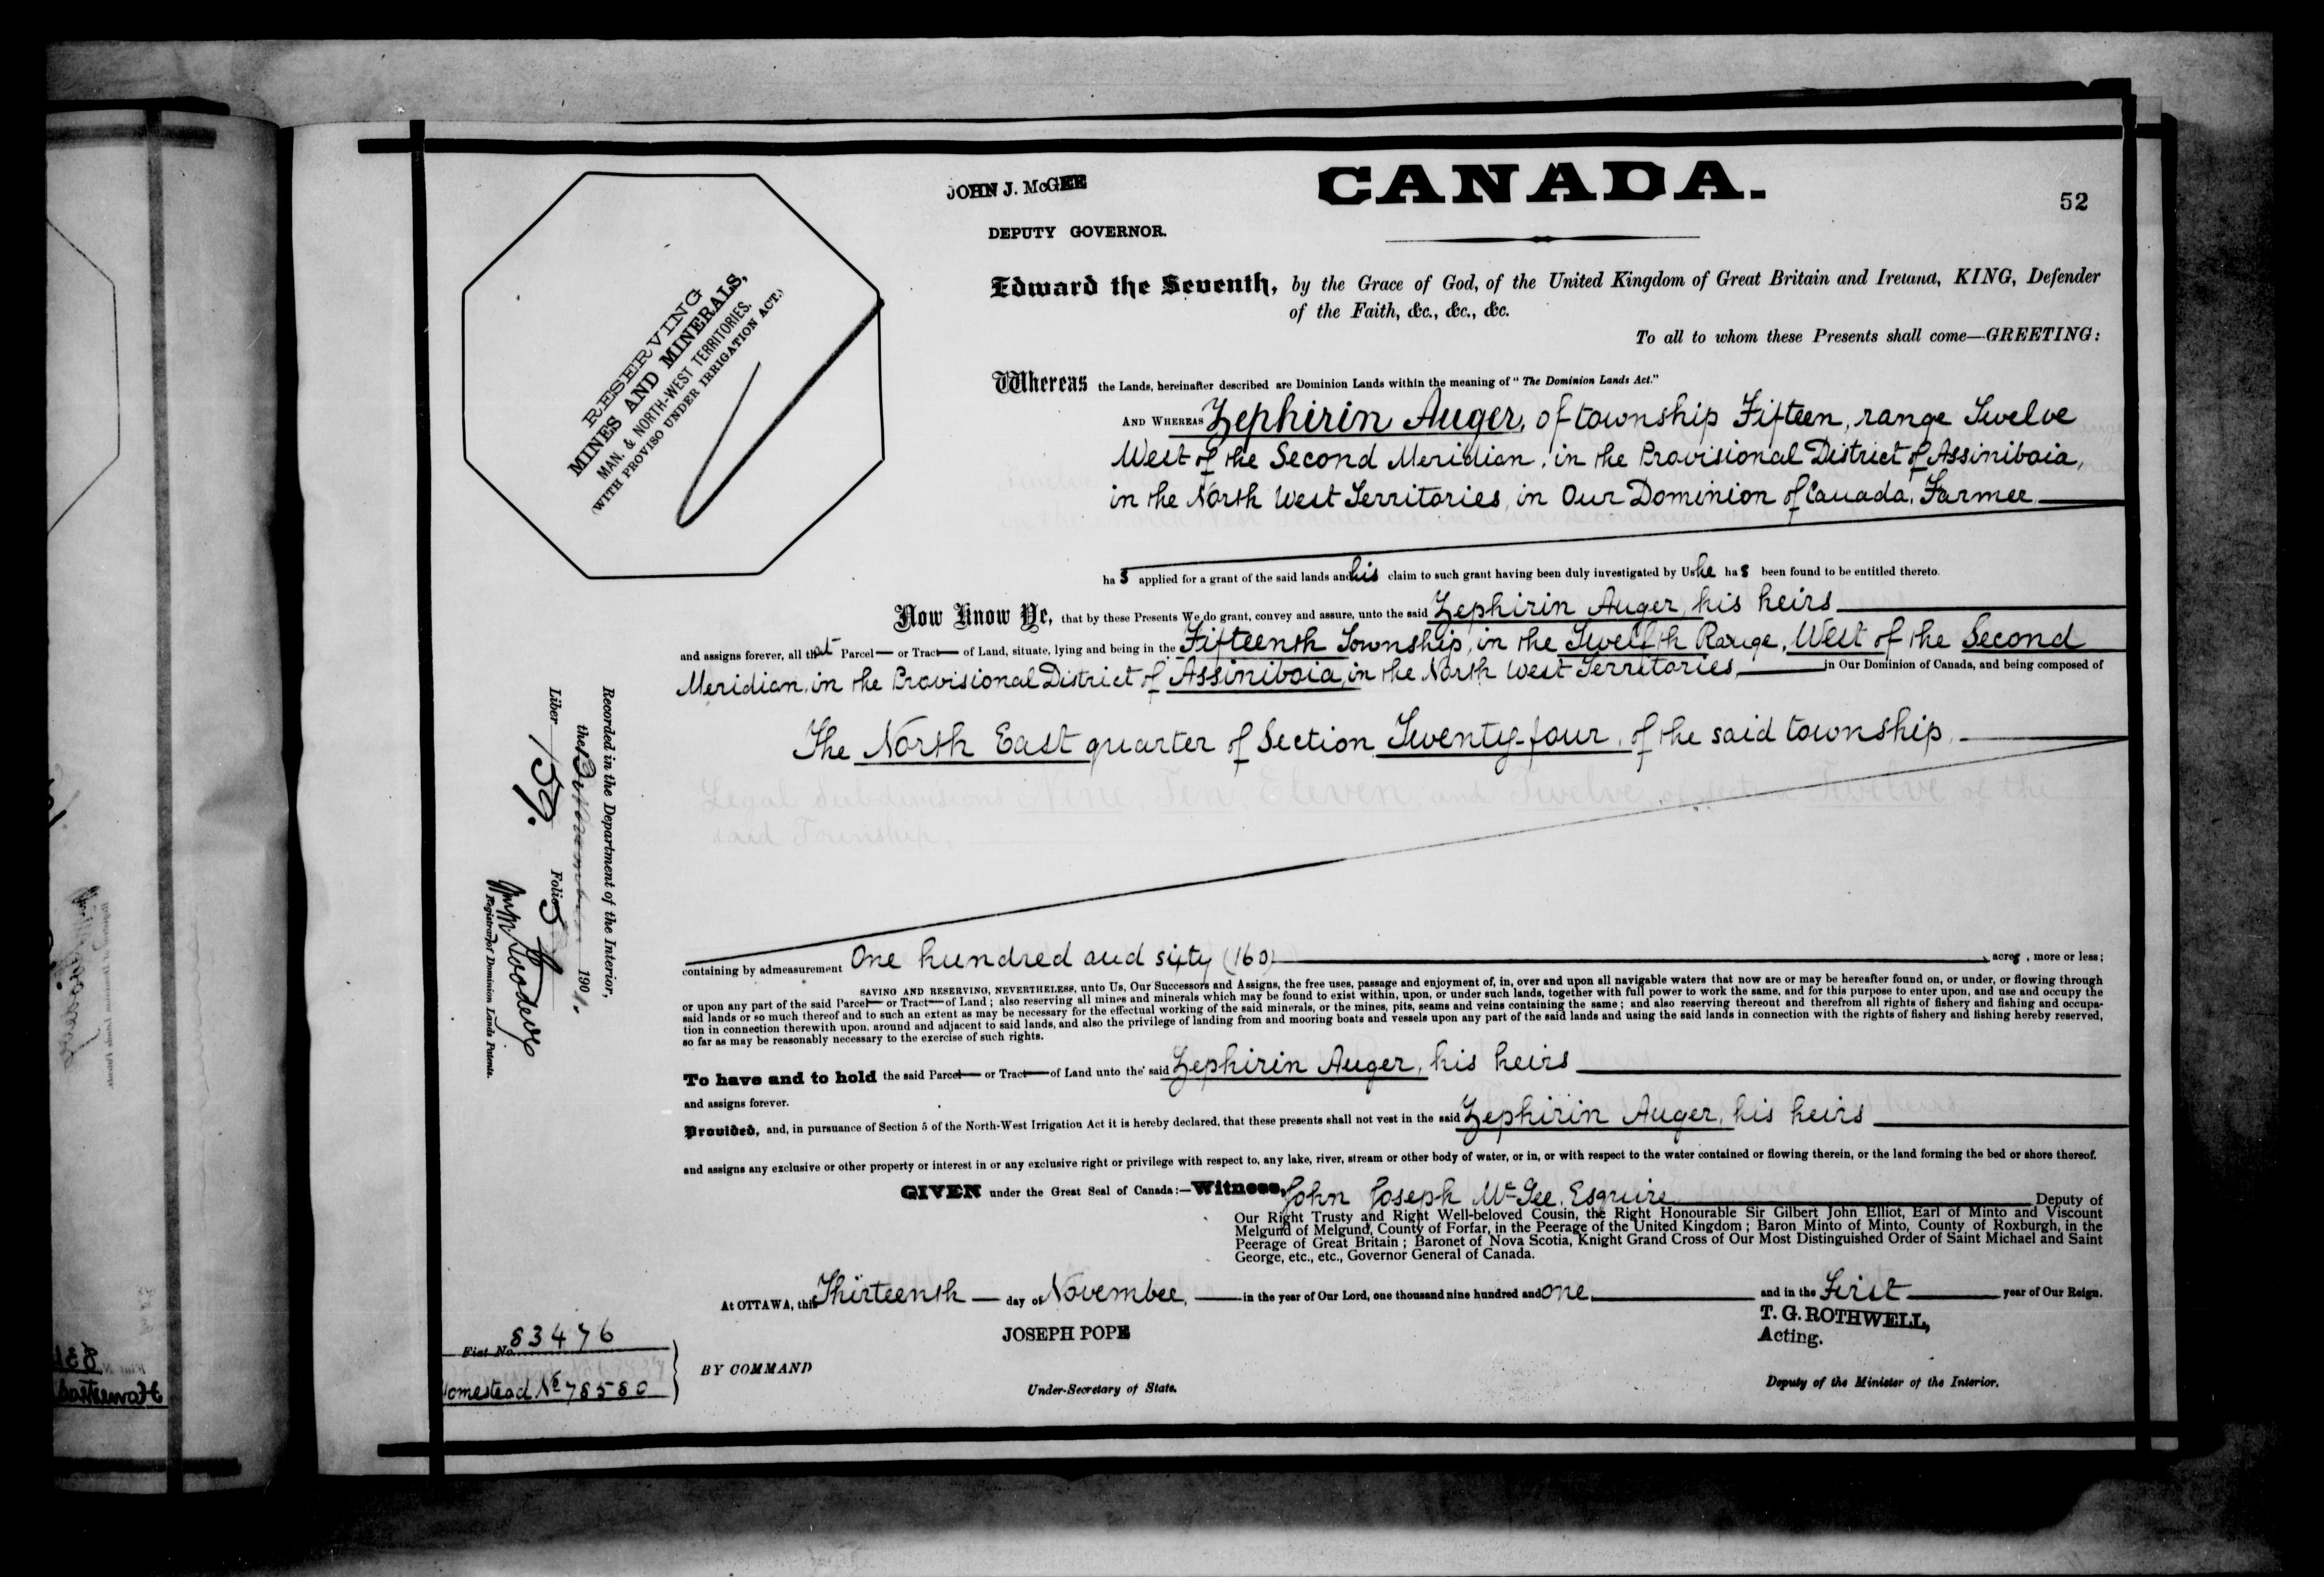 JOHN J. McGEE
CANADA.
52
DEPUTY GOVERNOR.
RESERVING
MINES AND MINERALS,
MAN. & NORTH-WEST TERRITORIES.
(WITH PROVISO UNDER IRRIGATION ACT.)
Edward the Seventh, by the Grace of God, of the United Kingdom of Great Britain and Ireland, KING, Defender
of the Faith, &c., &c., &c.
To all to whom these Presents shall come—GREETING:
Whereas the Lands, hereinafter described are Dominion Lands within the meaning of "The Dominion Lands Act."
AND WHEREAS Zephirin Auger, of township Fifteen, range Twelve
West of the Second Meridian, in the Provisional District of Assiniboia,
in the North West Territories, in Our Dominion of Canada, Farmer
has applied for a grant of the said lands and his claim to such grant having been duly investigated by Us he has been found to be entitled thereto.
Now Know Ye, that by these Presents We do grant, convey and assure, unto the said Zephirin Auger, his heirs
and assigns forever, all that Parcel— or Tract— of Land, situate, lying and being in the Fifteenth Township, in the Twelfth Range, West of the Second
Meridian, in the Provisional District of Assiniboia, in the North West Territories, in Our Dominion of Canada, and being composed of
The North East quarter of Section Twenty-four, of the said township.
Legal Subdivisions Nine, Ten Eleven and Twelve, of section Twelve of the
said Township,
containing by admeasurement One hundred and sixty (160) acres, more or less;
SAVING AND RESERVING, NEVERTHELESS, unto Us, Our Successors and Assigns, the free uses, passage and enjoyment of, in, over and upon all navigable waters that now are or may be hereafter found on, or under, or flowing through
or upon any part of the said Parcel— or Tract— of Land; also reserving all mines and minerals which may be found to exist within, upon, or under such lands, together with full power to work the same, and for this purpose to enter upon, and use and occupy the
said lands or so much thereof and to such an extent as may be necessary for the effectual working of the said minerals, or the mines, pits, seams and veins containing the same; and also reserving thereout and therefrom all rights of fishery and fishing and occupa-
tion in connection therewith upon, around and adjacent to said lands, and also the privilege of landing from and mooring boats and vessels upon any part of the said lands and using the said lands in connection with the rights of fishery and fishing hereby reserved,
so far as may be reasonably necessary to the exercise of such rights.
To have and to hold the said Parcel— or Tract— of Land unto the said Zephirin Auger, his heirs
and assigns forever.
Provided, and, in pursuance of Section 5 of the North-West Irrigation Act it is hereby declared, that these presents shall not vest in the said Zephirin Auger, his heirs
and assigns any exclusive or other property or interest in or any exclusive right or privilege with respect to, any lake, river, stream or other body of water, or in, or with respect to the water contained or flowing therein, or the land forming the bed or shore thereof.
GIVEN under the Great Seal of Canada:—Witness, John Joseph McGee, Esquire Deputy of
Our Right Trusty and Right Well-beloved Cousin, the Right Honourable Sir Gilbert John Elliot, Earl of Minto and Viscount
Melgund of Melgund, County of Forfar, in the Peerage of the United Kingdom; Baron Minto of Minto, County of Roxburgh, in the
Peerage of Great Britain; Baronet of Nova Scotia, Knight Grand Cross of Our Most Distinguished Order of Saint Michael and Saint
George, etc., etc., Governor General of Canada.
At OTTAWA, this Thirteenth — day of November, — in the year of Our Lord, one thousand nine hundred and one and in the First year of Our Reign.
JOSEPH POPE
T. G. ROTHWELL,
Acting.
BY COMMAND
Under-Secretary of State.
Deputy of the Minister of the Interior.
Fiat No. 83476
Homestead No 78580
Recorded in the Department of the Interior,
the 1901.
Liber 159. Folio 52
Registrar of Dominion Lands Patents.